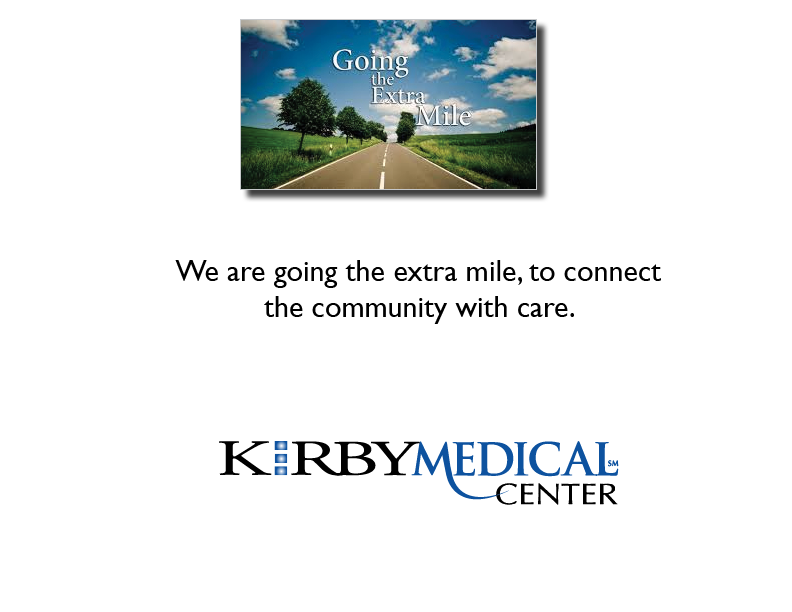 Going
the
Extra
Mile
We are going the extra mile, to connect
the community with care.
KIRBYMEDICAL SM
CENTER